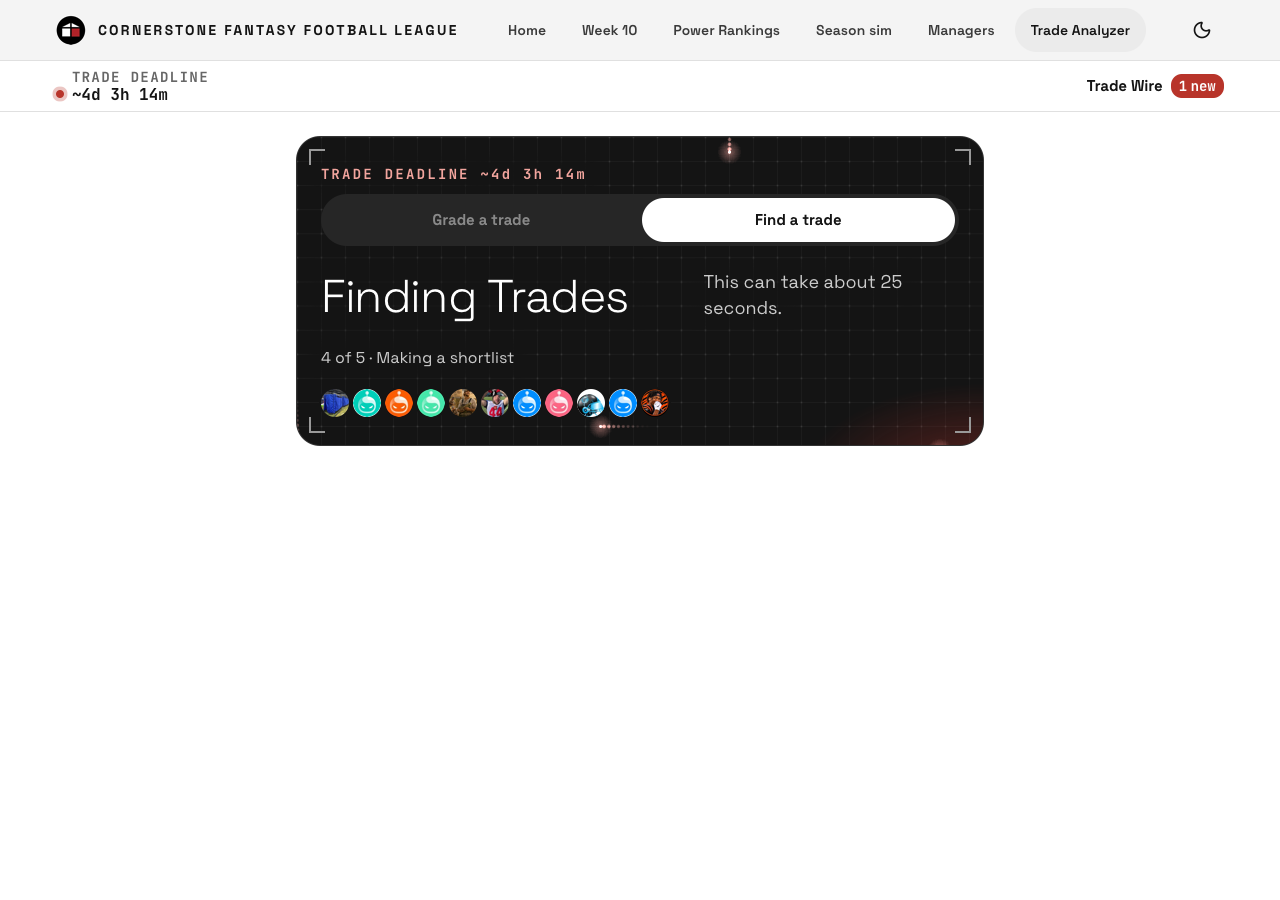 CORNERSTONE FANTASY FOOTBALL LEAGUE
Home
Week 10
Power Rankings
Season sim
Managers
Trade Analyzer
TRADE DEADLINE
~4d 3h 14m
Trade Wire
1 new
TRADE DEADLINE ~4d 3h 14m
Grade a trade
Find a trade
Finding Trades
This can take about 25
seconds.
4 of 5 · Making a shortlist